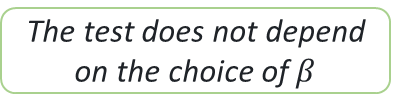 The test does not depend
on the choice of β